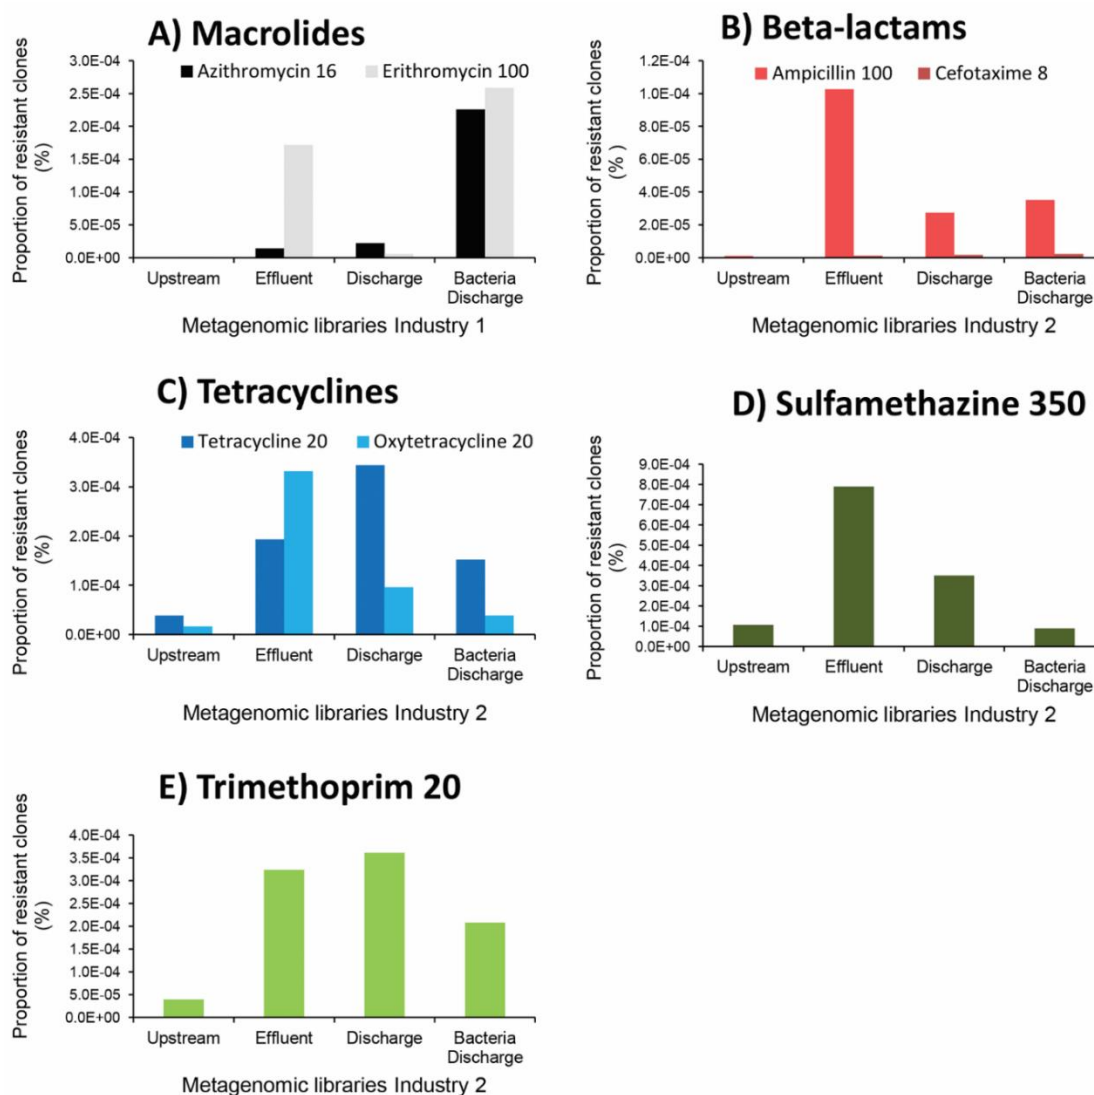 A) Macrolides
Azithromycin 16
Erithromycin 100
Proportion of resistant clones
(%)
3.0E-04
2.5E-04
2.0E-04
1.5E-04
1.0E-04
5.0E-05
0.0E+00
Upstream
Effluent
Discharge
Bacteria
Discharge
Metagenomic libraries Industry 1
B) Beta-lactams
Ampicillin 100
Cefotaxime 8
Proportion of resistant clones
(% )
1.2E-04
1.0E-04
8.0E-05
6.0E-05
4.0E-05
2.0E-05
0.0E+00
Upstream
Effluent
Discharge
Bacteria
Discharge
Metagenomic libraries Industry 2
C) Tetracyclines
Tetracycline 20
Oxytetracycline 20
Proportion of resistant clones
(%)
4.0E-04
3.0E-04
2.0E-04
1.0E-04
0.0E+00
Upstream
Effluent
Discharge
Bacteria
Discharge
Metagenomic libraries Industry 2
D) Sulfamethazine 350
Proportion of resistant clones
(%)
9.0E-04
8.0E-04
7.0E-04
6.0E-04
5.0E-04
4.0E-04
3.0E-04
2.0E-04
1.0E-04
0.0E+00
Upstream
Effluent
Discharge
Bacteria
Discharge
Metagenomic libraries Industry 2
E) Trimethoprim 20
Proportion of resistant clones
(%)
4.0E-04
3.5E-04
3.0E-04
2.5E-04
2.0E-04
1.5E-04
1.0E-04
5.0E-05
0.0E+00
Upstream
Effluent
Discharge
Bacteria
Discharge
Metagenomic libraries Industry 2